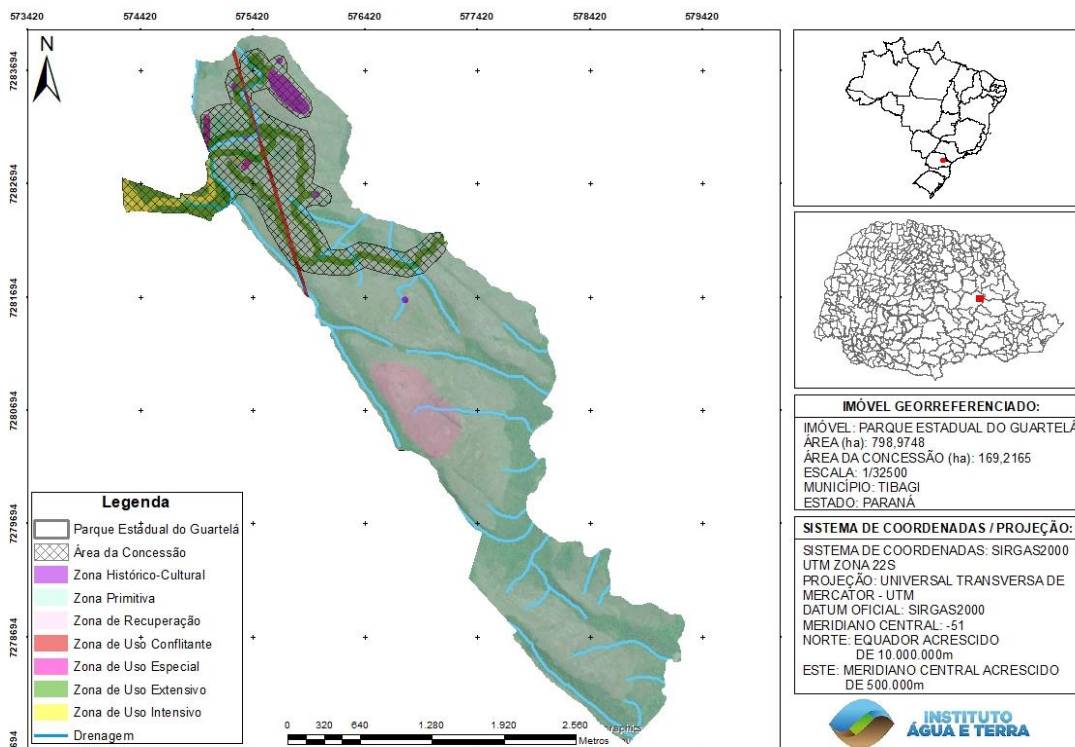 573420 574420 575420 576420 577420 578420 579420
N
7283694
7282694
7281694
7280694
7279694
7278694
694
Legenda
Parque Estadual do Guartelá
Área da Concessão
Zona Histórico-Cultural
Zona Primitiva
Zona de Recuperação
Zona de Uso Conflitante
Zona de Uso Especial
Zona de Uso Extensivo
Zona de Uso Intensivo
Drenagem
0 320 640 1.280 1.920 2.560
Metros
IMÓVEL GEORREFERENCIADO:
IMÓVEL: PARQUE ESTADUAL DO GUARTELÁ
ÁREA (ha): 798,9748
ÁREA DA CONCESSÃO (ha): 169,2165
ESCALA: 1/32500
MUNICÍPIO: TIBAGI
ESTADO: PARANÁ
SISTEMA DE COORDENADAS / PROJEÇÃO:
SISTEMA DE COORDENADAS: SIRGAS2000
UTM ZONA 22S
PROJEÇÃO: UNIVERSAL TRANSVERSA DE
MERCATOR - UTM
DATUM OFICIAL: SIRGAS2000
MERIDIANO CENTRAL: -51
NORTE: EQUADOR ACRESCIDO
DE 10.000.000m
ESTE: MERIDIANO CENTRAL ACRESCIDO
DE 500.000m
INSTITUTO
ÁGUA E TERRA